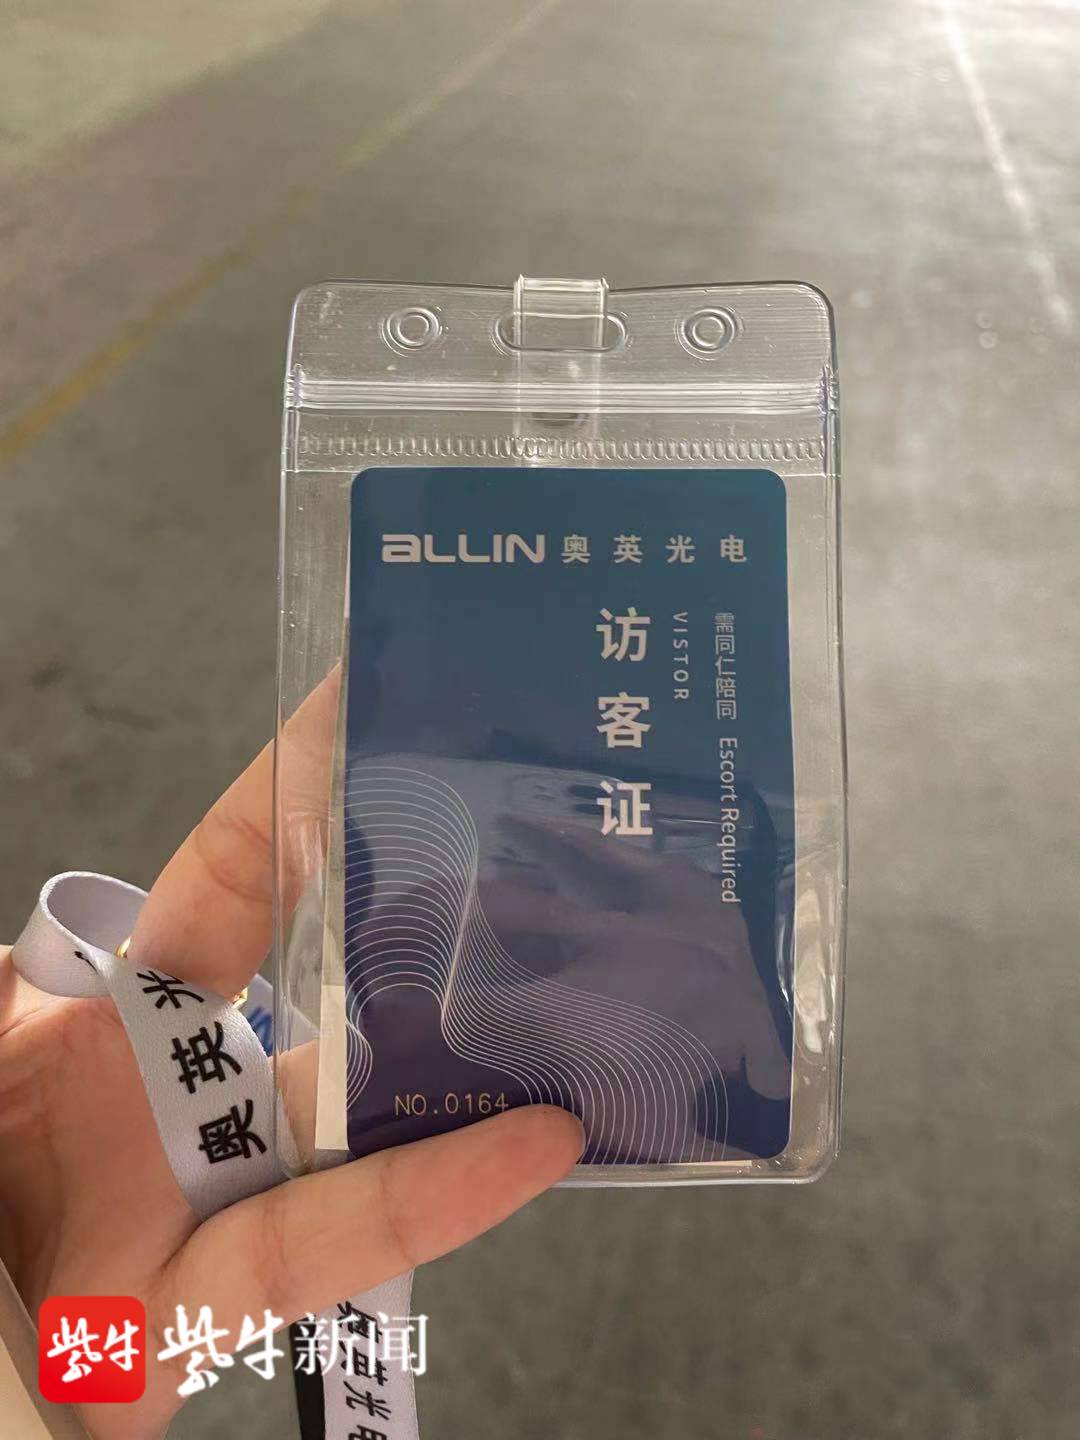 aLLIN 奥英光电
访客证
VISTOR
需同仁陪同 Escort Required
NO.0164
奥英光
紫牛 紫牛新闻